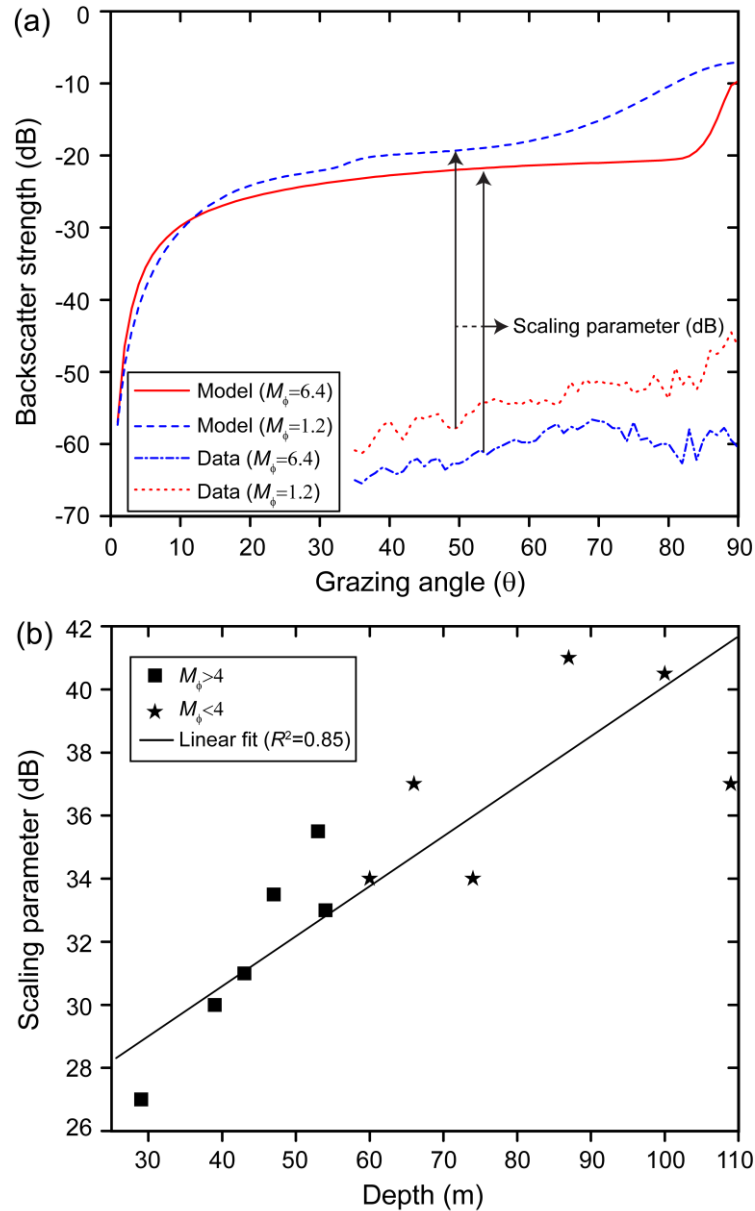 (a)
0
-10
-20
-30
-40
-50
-60
-70
Backscatter strength (dB)
Scaling parameter (dB)
Model (Mϕ=6.4)
Model (Mϕ=1.2)
Data (Mϕ=6.4)
Data (Mϕ=1.2)
0 10 20 30 40 50 60 70 80 90
Grazing angle (θ)
(b)
42
40
38
36
34
32
30
28
26
Scaling parameter (dB)
Mϕ>4
Mϕ<4
Linear fit (R²=0.85)
30 40 50 60 70 80 90 100 110
Depth (m)